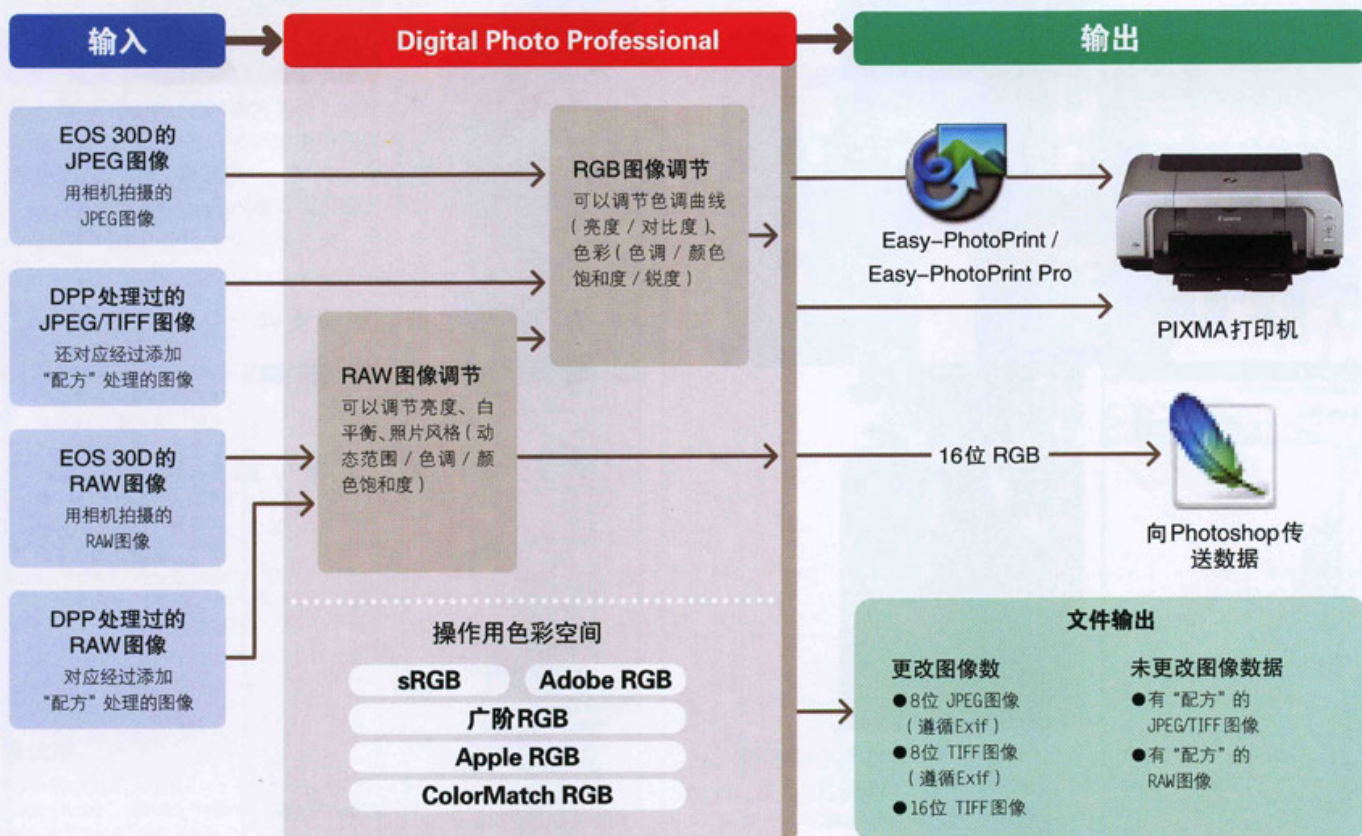 输入
Digital Photo Professional
输出
EOS 30D的
JPEG图像
用相机拍摄的
JPEG图像
DPP处理过的
JPEG/TIFF图像
还对应经过添加
“配方”处理的图像
EOS 30D的
RAW图像
用相机拍摄的
RAW图像
DPP处理过的
RAW图像
对应经过添加
“配方”处理的图像
RGB图像调节
可以调节色调曲线
(亮度/对比度)、
色彩(色调/颜色
饱和度/锐度)
RAW图像调节
可以调节亮度、白
平衡、照片风格(动
态范围/色调/颜
色饱和度)
操作用色彩空间
sRGB
Adobe RGB
广阶RGB
Apple RGB
ColorMatch RGB
Easy-PhotoPrint /
Easy-PhotoPrint Pro
Canon
PIXMA打印机
16位 RGB
向Photoshop传
送数据
文件输出
更改图像数
●8位 JPEG图像
(遵循Exif)
●8位 TIFF图像
(遵循Exif)
●16位 TIFF图像
未更改图像数据
●有“配方”的
JPEG/TIFF图像
●有“配方”的
RAW图像